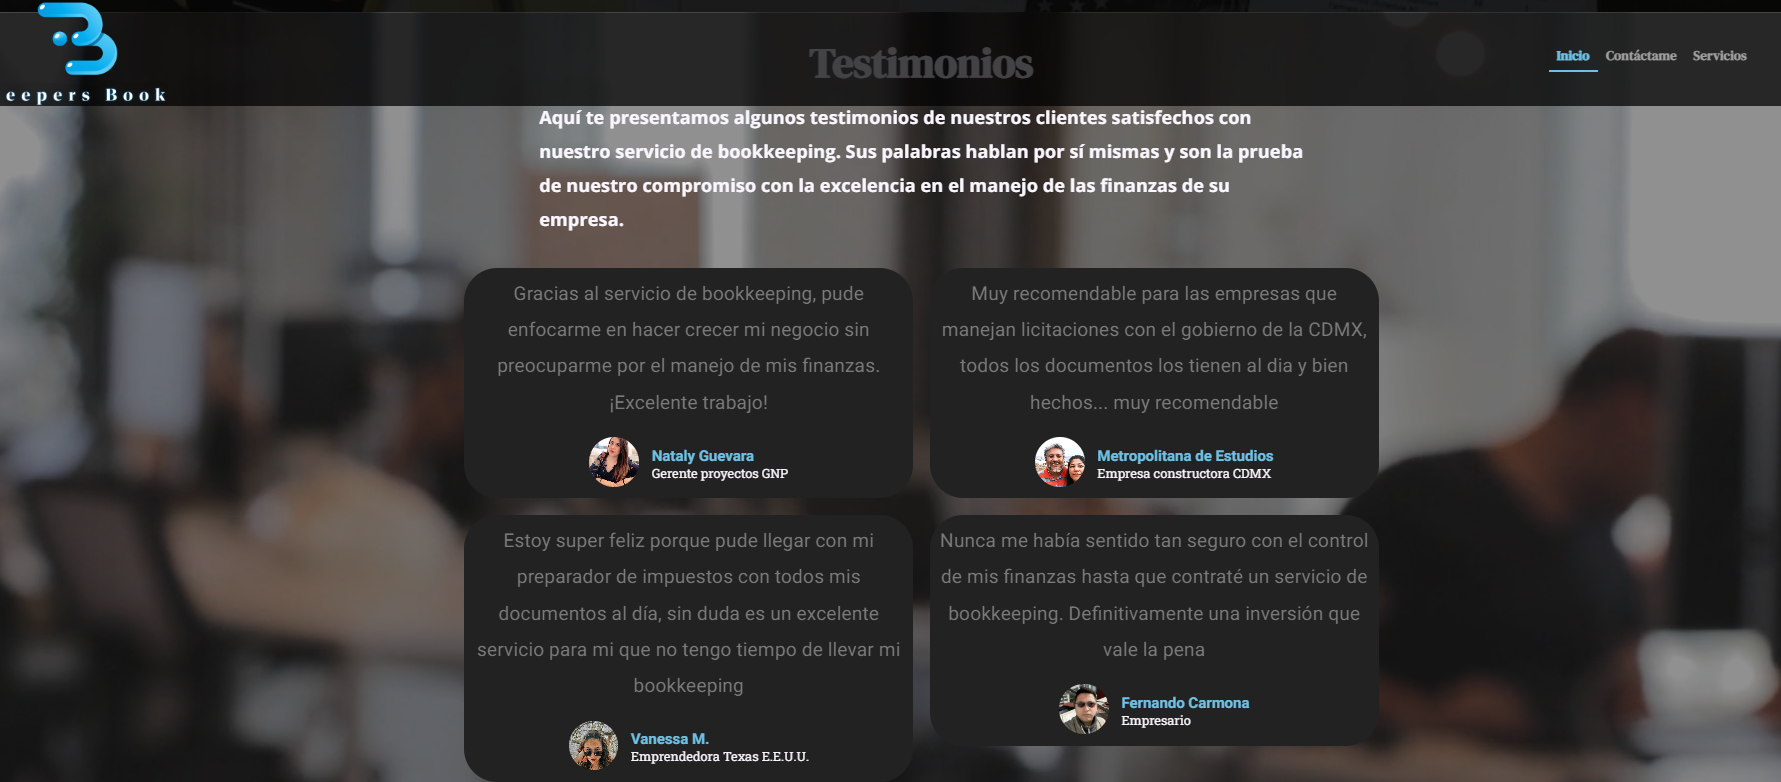 eepers Book
Testimonios
Inicio Contáctame Servicios
Aquí te presentamos algunos testimonios de nuestros clientes satisfechos con
nuestro servicio de bookkeeping. Sus palabras hablan por sí mismas y son la prueba
de nuestro compromiso con la excelencia en el manejo de las finanzas de su
empresa.
Gracias al servicio de bookkeeping, pude
enfocarme en hacer crecer mi negocio sin
preocuparme por el manejo de mis finanzas.
¡Excelente trabajo!
Nataly Guevara
Gerente proyectos GNP
Muy recomendable para las empresas que
manejan licitaciones con el gobierno de la CDMX,
todos los documentos los tienen al dia y bien
hechos... muy recomendable
Metropolitana de Estudios
Empresa constructora CDMX
Estoy super feliz porque pude llegar con mi
preparador de impuestos con todos mis
documentos al día, sin duda es un excelente
servicio para mi que no tengo tiempo de llevar mi
bookkeeping
Vanessa M.
Emprendedora Texas E.E.U.U.
Nunca me había sentido tan seguro con el control
de mis finanzas hasta que contraté un servicio de
bookkeeping. Definitivamente una inversión que
vale la pena
Fernando Carmona
Empresario